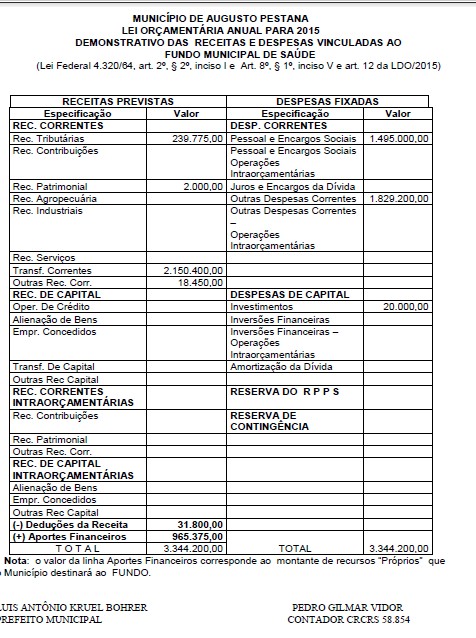 MUNICÍPIO DE AUGUSTO PESTANA
LEI ORÇAMENTÁRIA ANUAL PARA 2015
DEMONSTRATIVO DAS RECEITAS E DESPESAS VINCULADAS AO
FUNDO MUNICIPAL DE SAÚDE
(Lei Federal 4.320/64, art. 2º, § 2º, inciso I e Art. 8º, § 1º, inciso V e art. 12 da LDO/2015)
RECEITAS PREVISTAS DESPESAS FIXADAS
Especificação Valor Especificação Valor
REC. CORRENTES DESP. CORRENTES
Rec. Tributárias 239.775,00 Pessoal e Encargos Sociais 1.495.000,00
Rec. Contribuições Pessoal e Encargos Sociais
Operações
Intraorçamentárias
Rec. Patrimonial 2.000,00 Juros e Encargos da Dívida
Rec. Agropecuária Outras Despesas Correntes 1.829.200,00
Rec. Industriais Outras Despesas Correntes
–
Operações
Intraorçamentárias
Rec. Serviços
Transf. Correntes 2.150.400,00
Outras Rec. Corr. 18.450,00
REC. DE CAPITAL DESPESAS DE CAPITAL
Oper. De Crédito Investimentos 20.000,00
Alienação de Bens Inversões Financeiras
Empr. Concedidos Inversões Financeiras –
Operações
Intraorçamentárias
Transf. De Capital Amortização da Dívida
Outras Rec Capital
REC. CORRENTES RESERVA DO R P P S
INTRAORÇAMENTÁRIAS
Rec. Contribuições RESERVA DE
CONTINGÊNCIA
Rec. Patrimonial
Outras Rec. Corr.
REC. DE CAPITAL
INTRAORÇAMENTÁRIAS
Alienação de Bens
Empr. Concedidos
Outras Rec Capital
(-) Deduções da Receita 31.800,00
(+) Aportes Financeiros 965.375,00
T O T A L 3.344.200,00 TOTAL 3.344.200,00
Nota: o valor da linha Aportes Financeiros corresponde ao montante de recursos “Próprios” que
o Município destinará ao FUNDO.
LUIS ANTÔNIO KRUEL BOHRER PEDRO GILMAR VIDOR
PREFEITO MUNICIPAL CONTADOR CRCRS 58.854